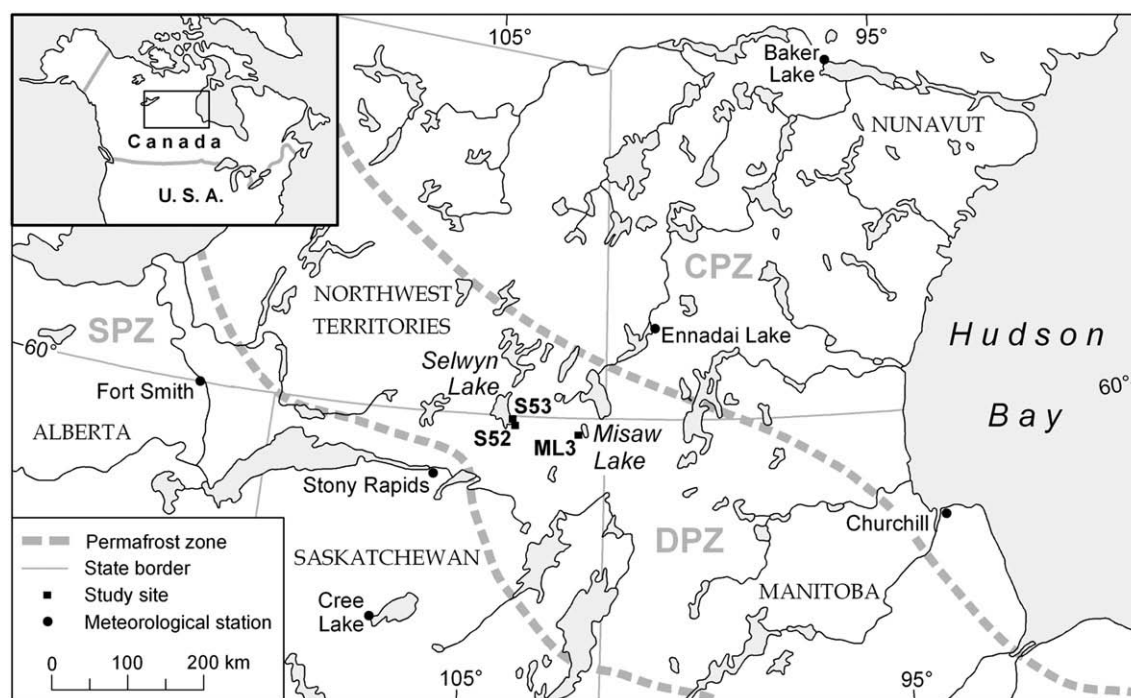 105°
95°
Baker
Lake
NUNAVUT
Canada
U. S. A.
CPZ
NORTHWEST
TERRITORIES
SPZ
Ennadai Lake
Hudson
Bay
60°
Selwyn
Lake
Fort Smith
60°
S53
S52
ML3
Misaw
Lake
ALBERTA
Stony Rapids
Churchill
DPZ
Permafrost zone
State border
Study site
Meteorological station
0 100 200 km
SASKATCHEWAN
MANITOBA
Cree
Lake
105°
95°